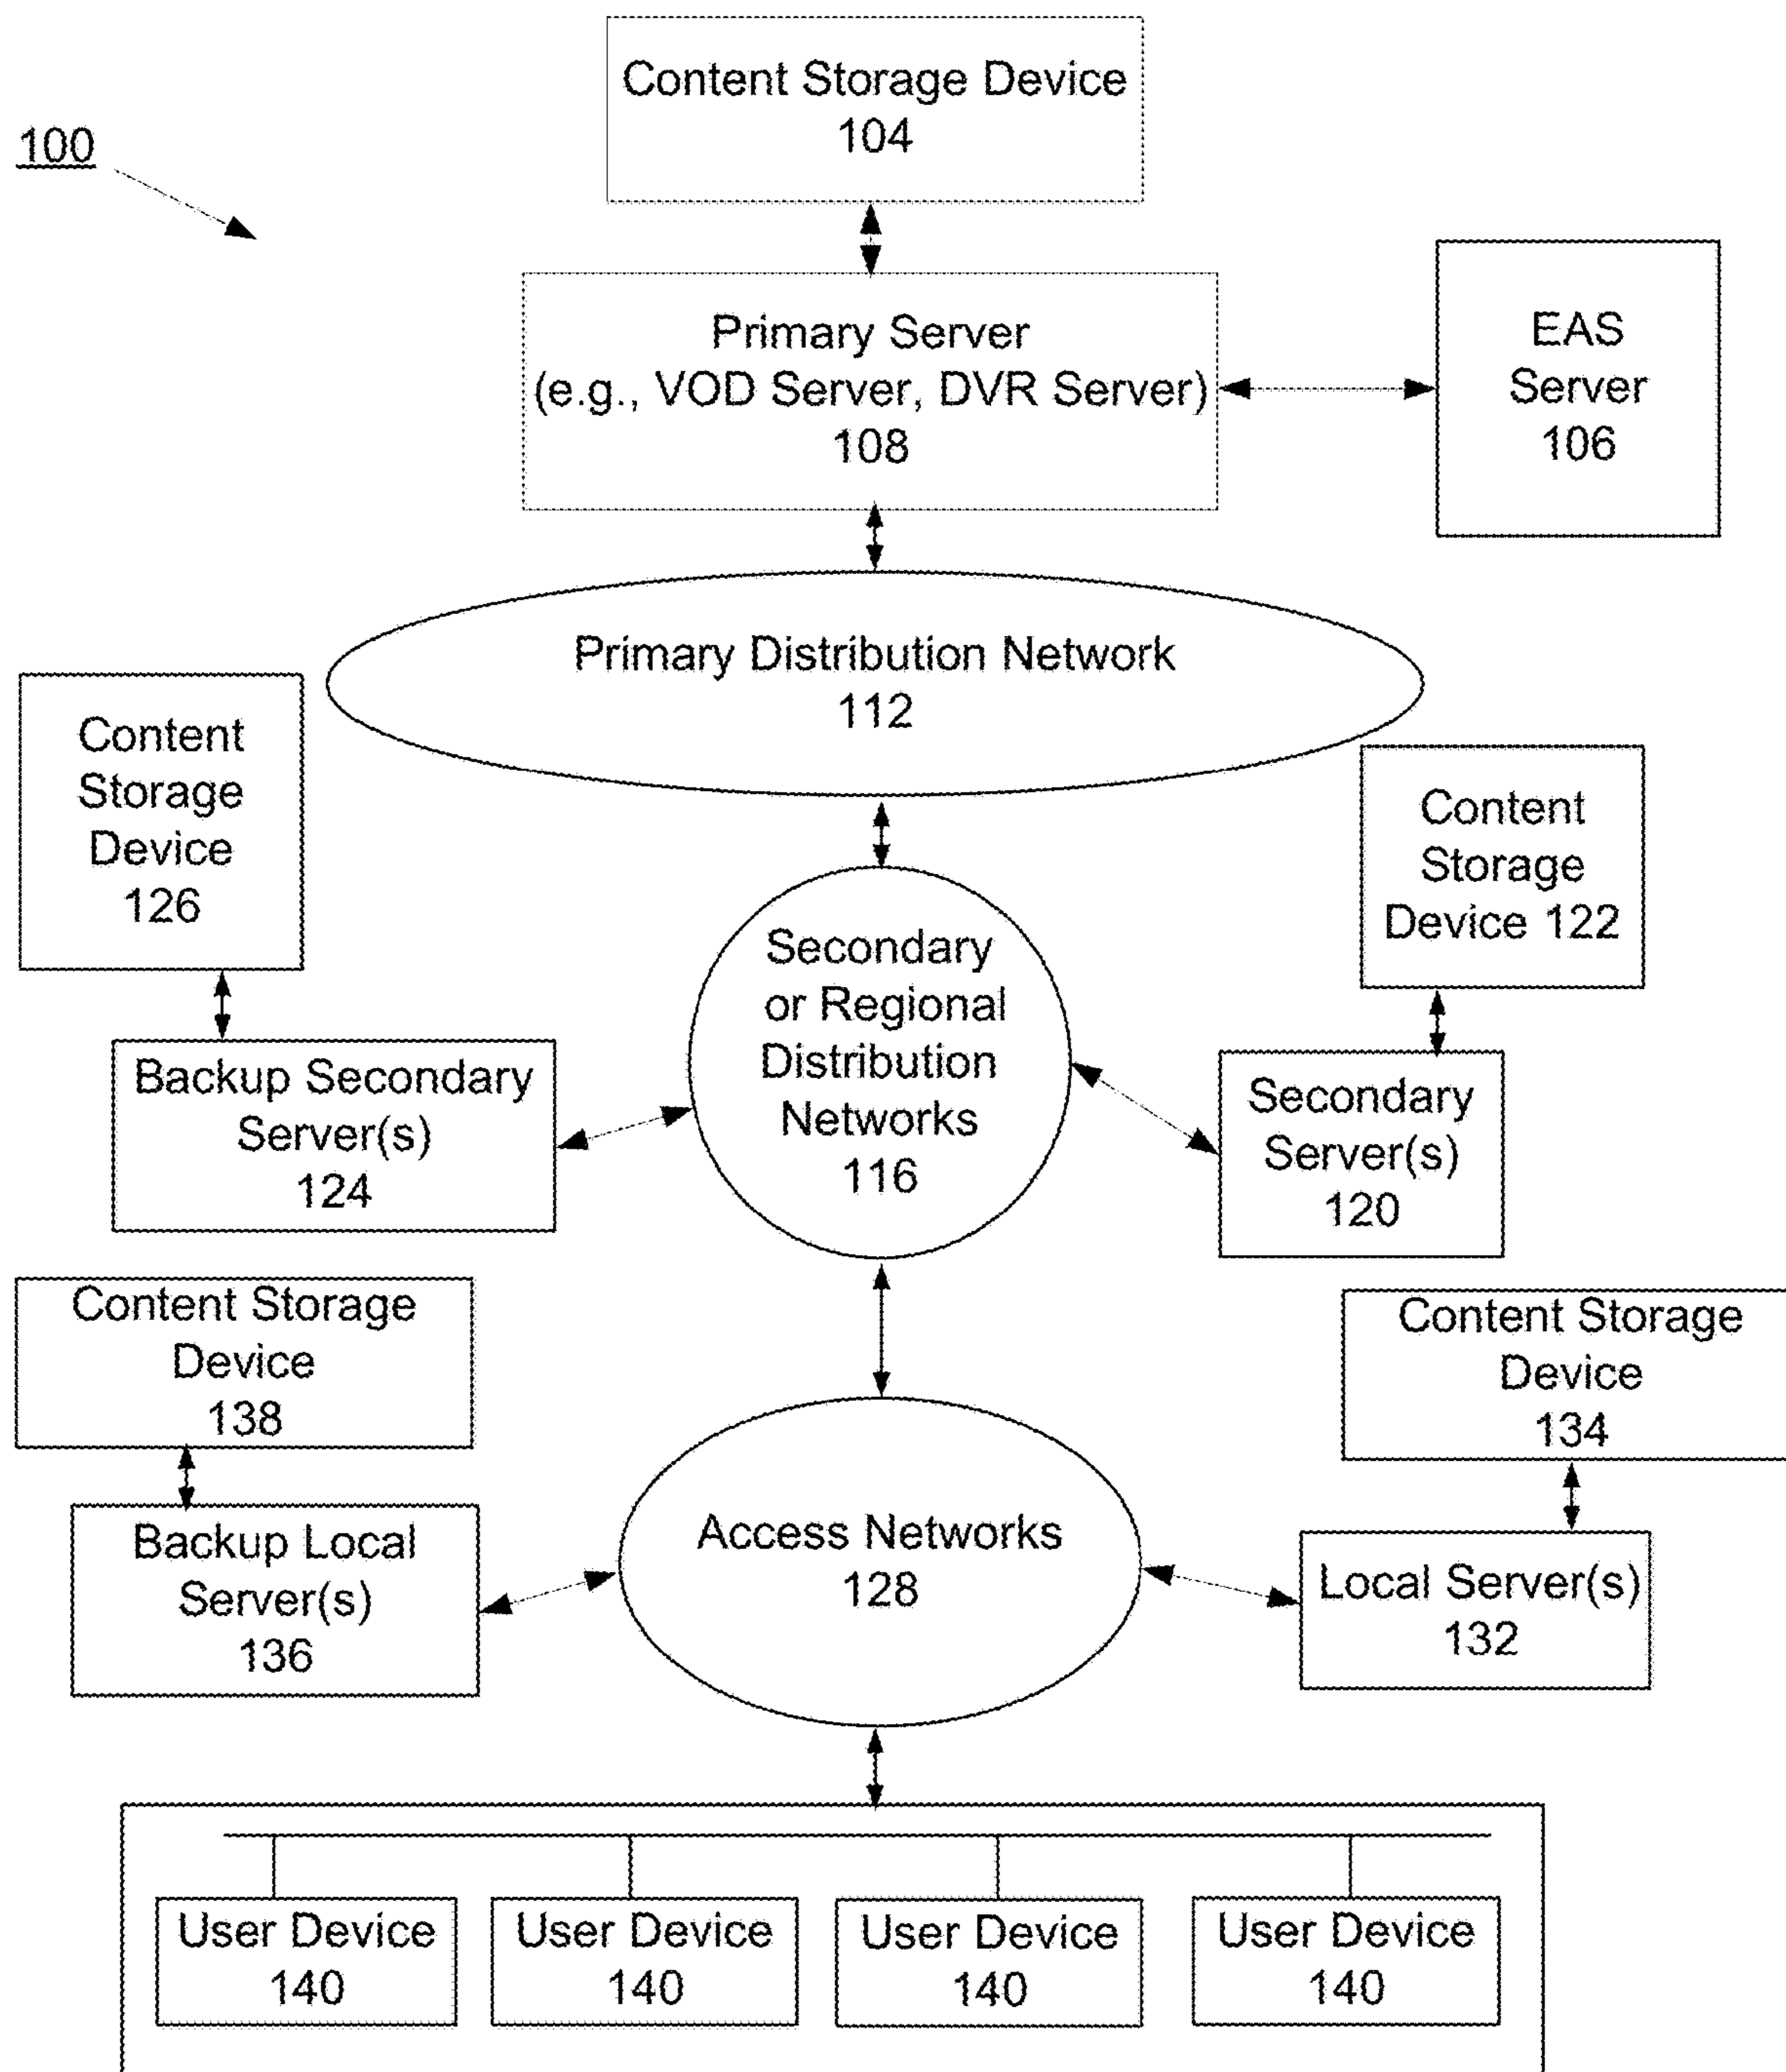 Content Storage Device
104
100
Primary Server
(e.g., VOD Server, DVR Server)
108
EAS
Server
106
Primary Distribution Network
112
Content
Storage
Device
126
Content
Storage
Device 122
Secondary
or Regional
Distribution
Networks
116
Backup Secondary
Server(s)
124
Secondary
Server(s)
120
Content Storage
Device
138
Content Storage
Device
134
Access Networks
128
Backup Local
Server(s)
136
Local Server(s)
132
User Device
140
User Device
140
User Device
140
User Device
140